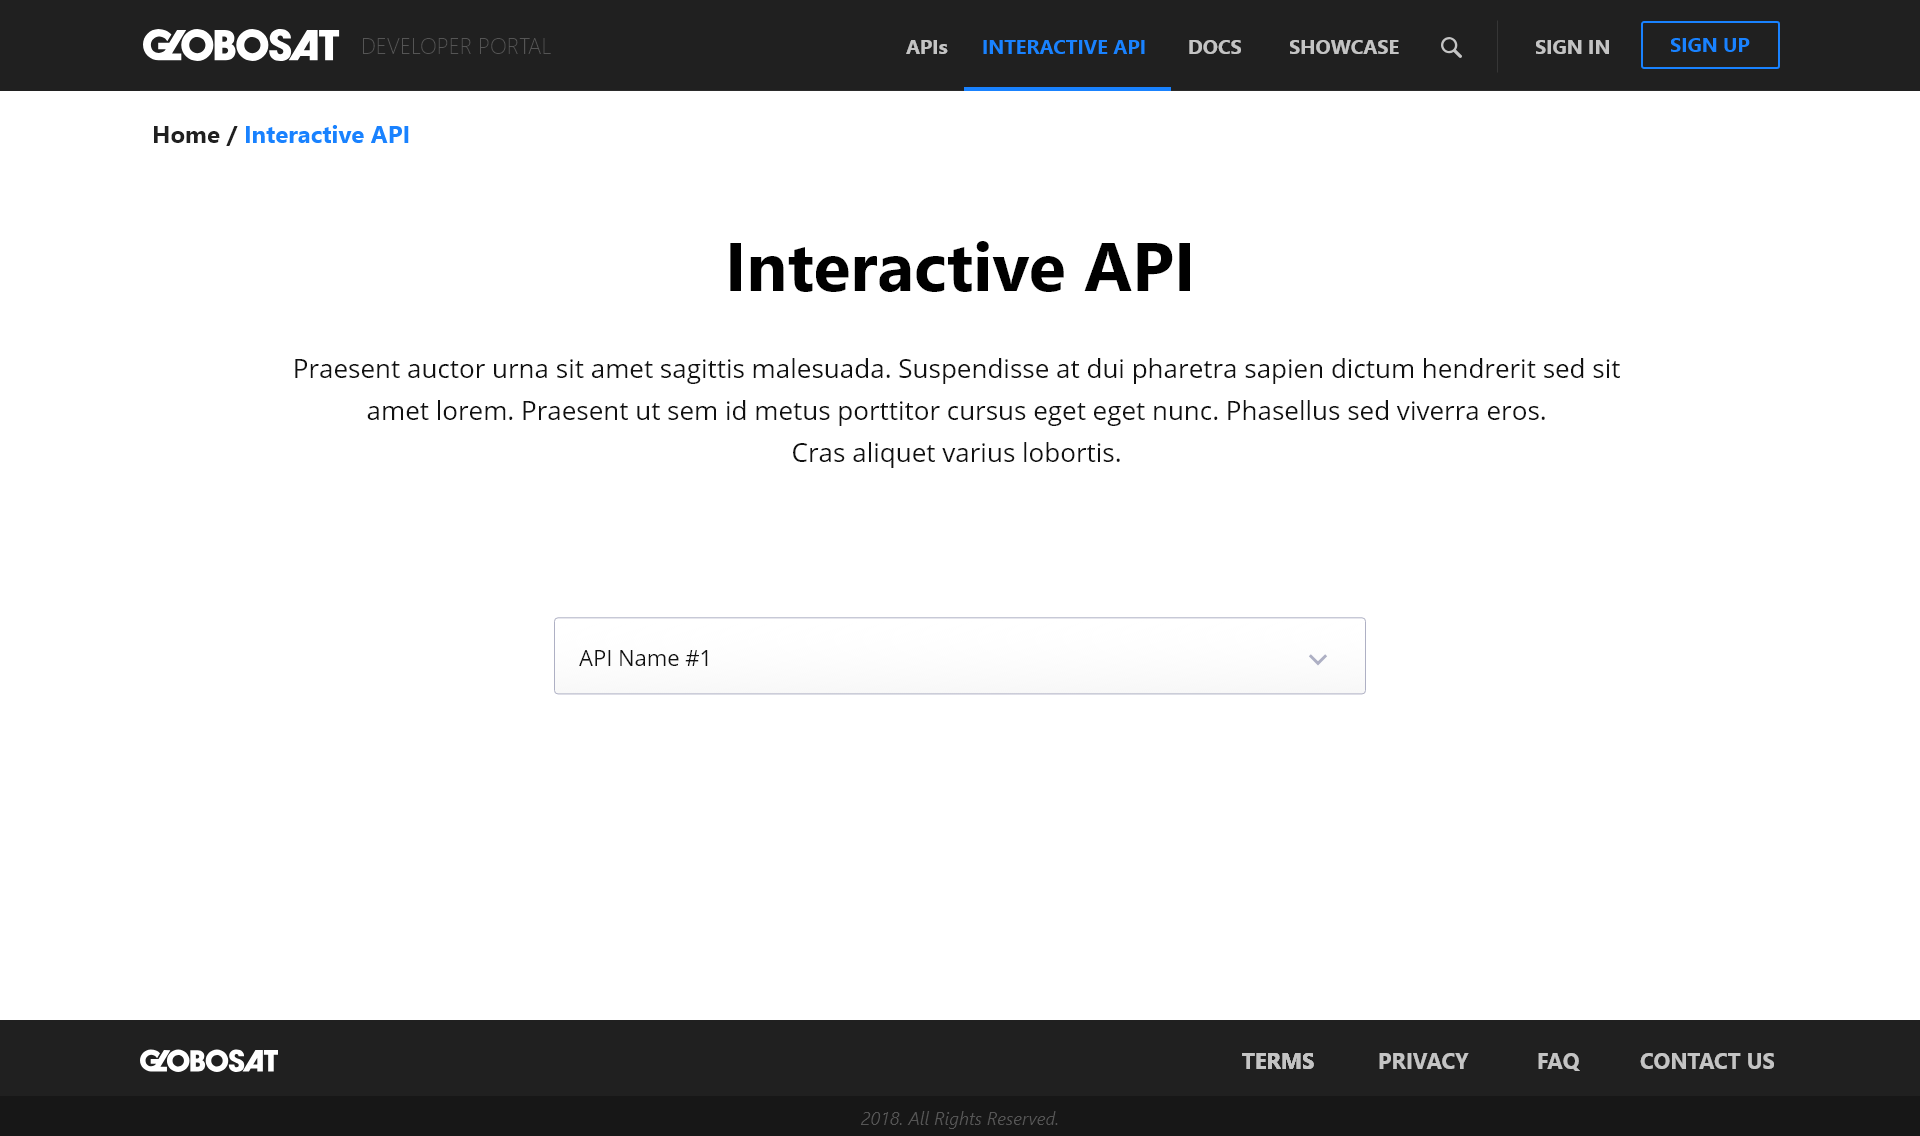 GLOBOSAT DEVELOPER PORTAL APIs INTERACTIVE API DOCS SHOWCASE SIGN IN SIGN UP
Home / Interactive API
Interactive API
Praesent auctor urna sit amet sagittis malesuada. Suspendisse at dui pharetra sapien dictum hendrerit sed sit
amet lorem. Praesent ut sem id metus porttitor cursus eget eget nunc. Phasellus sed viverra eros.
Cras aliquet varius lobortis.
API Name #1
GLOBOSAT TERMS PRIVACY FAQ CONTACT US
2018. All Rights Reserved.